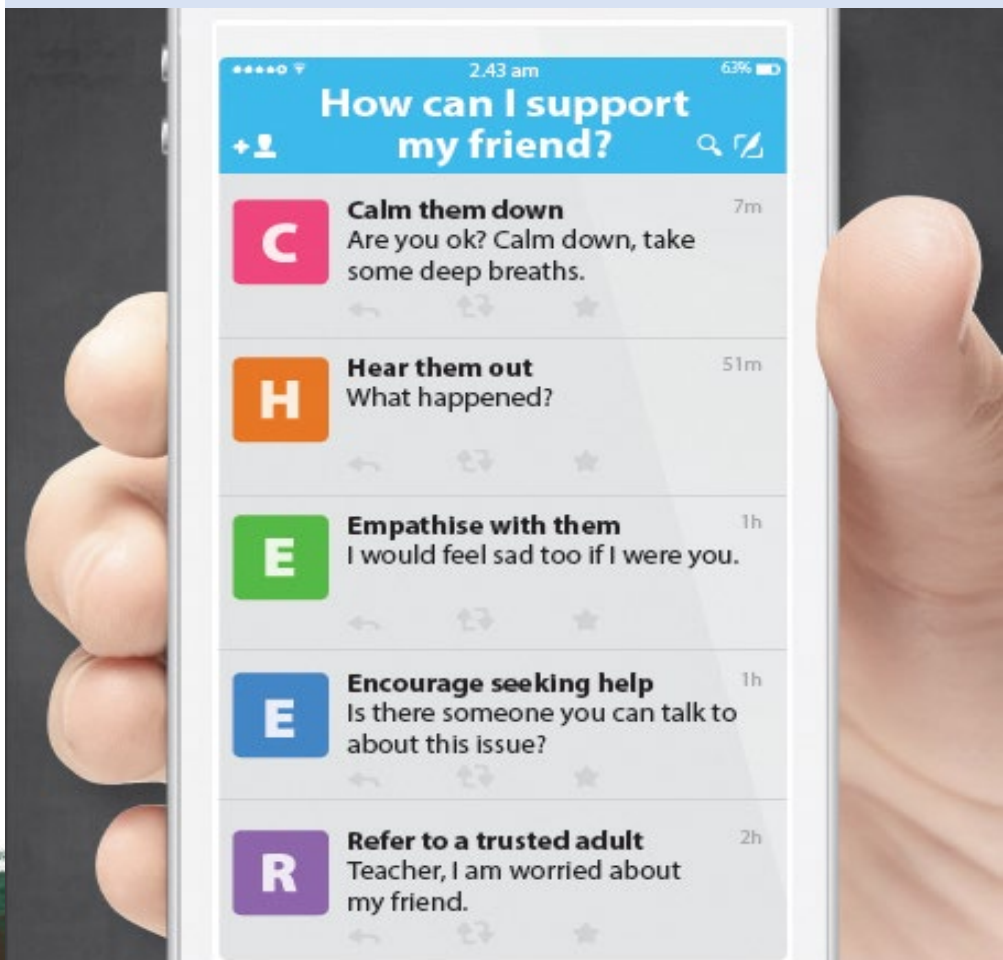 2.43 am
63%
How can I support
my friend?
C
Calm them down
7m
Are you ok? Calm down, take
some deep breaths.
H
Hear them out
51m
What happened?
E
Empathise with them
1h
I would feel sad too if I were you.
E
Encourage seeking help
1h
Is there someone you can talk to
about this issue?
R
Refer to a trusted adult
2h
Teacher, I am worried about
my friend.